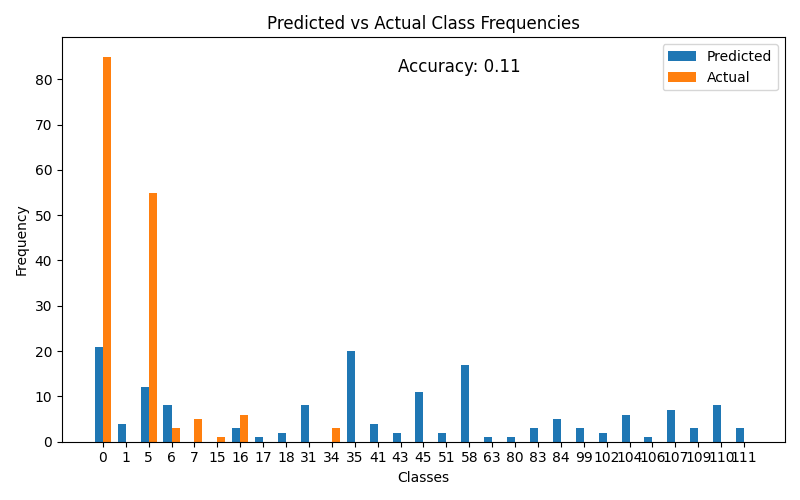 Predicted vs Actual Class Frequencies
Accuracy: 0.11
Predicted
Actual
Frequency
80
70
60
50
40
30
20
10
0
0 1 5 6 7 15 16 17 18 31 34 35 41 43 45 51 58 63 80 83 84 99 102 104 106 107 109 110 111
Classes